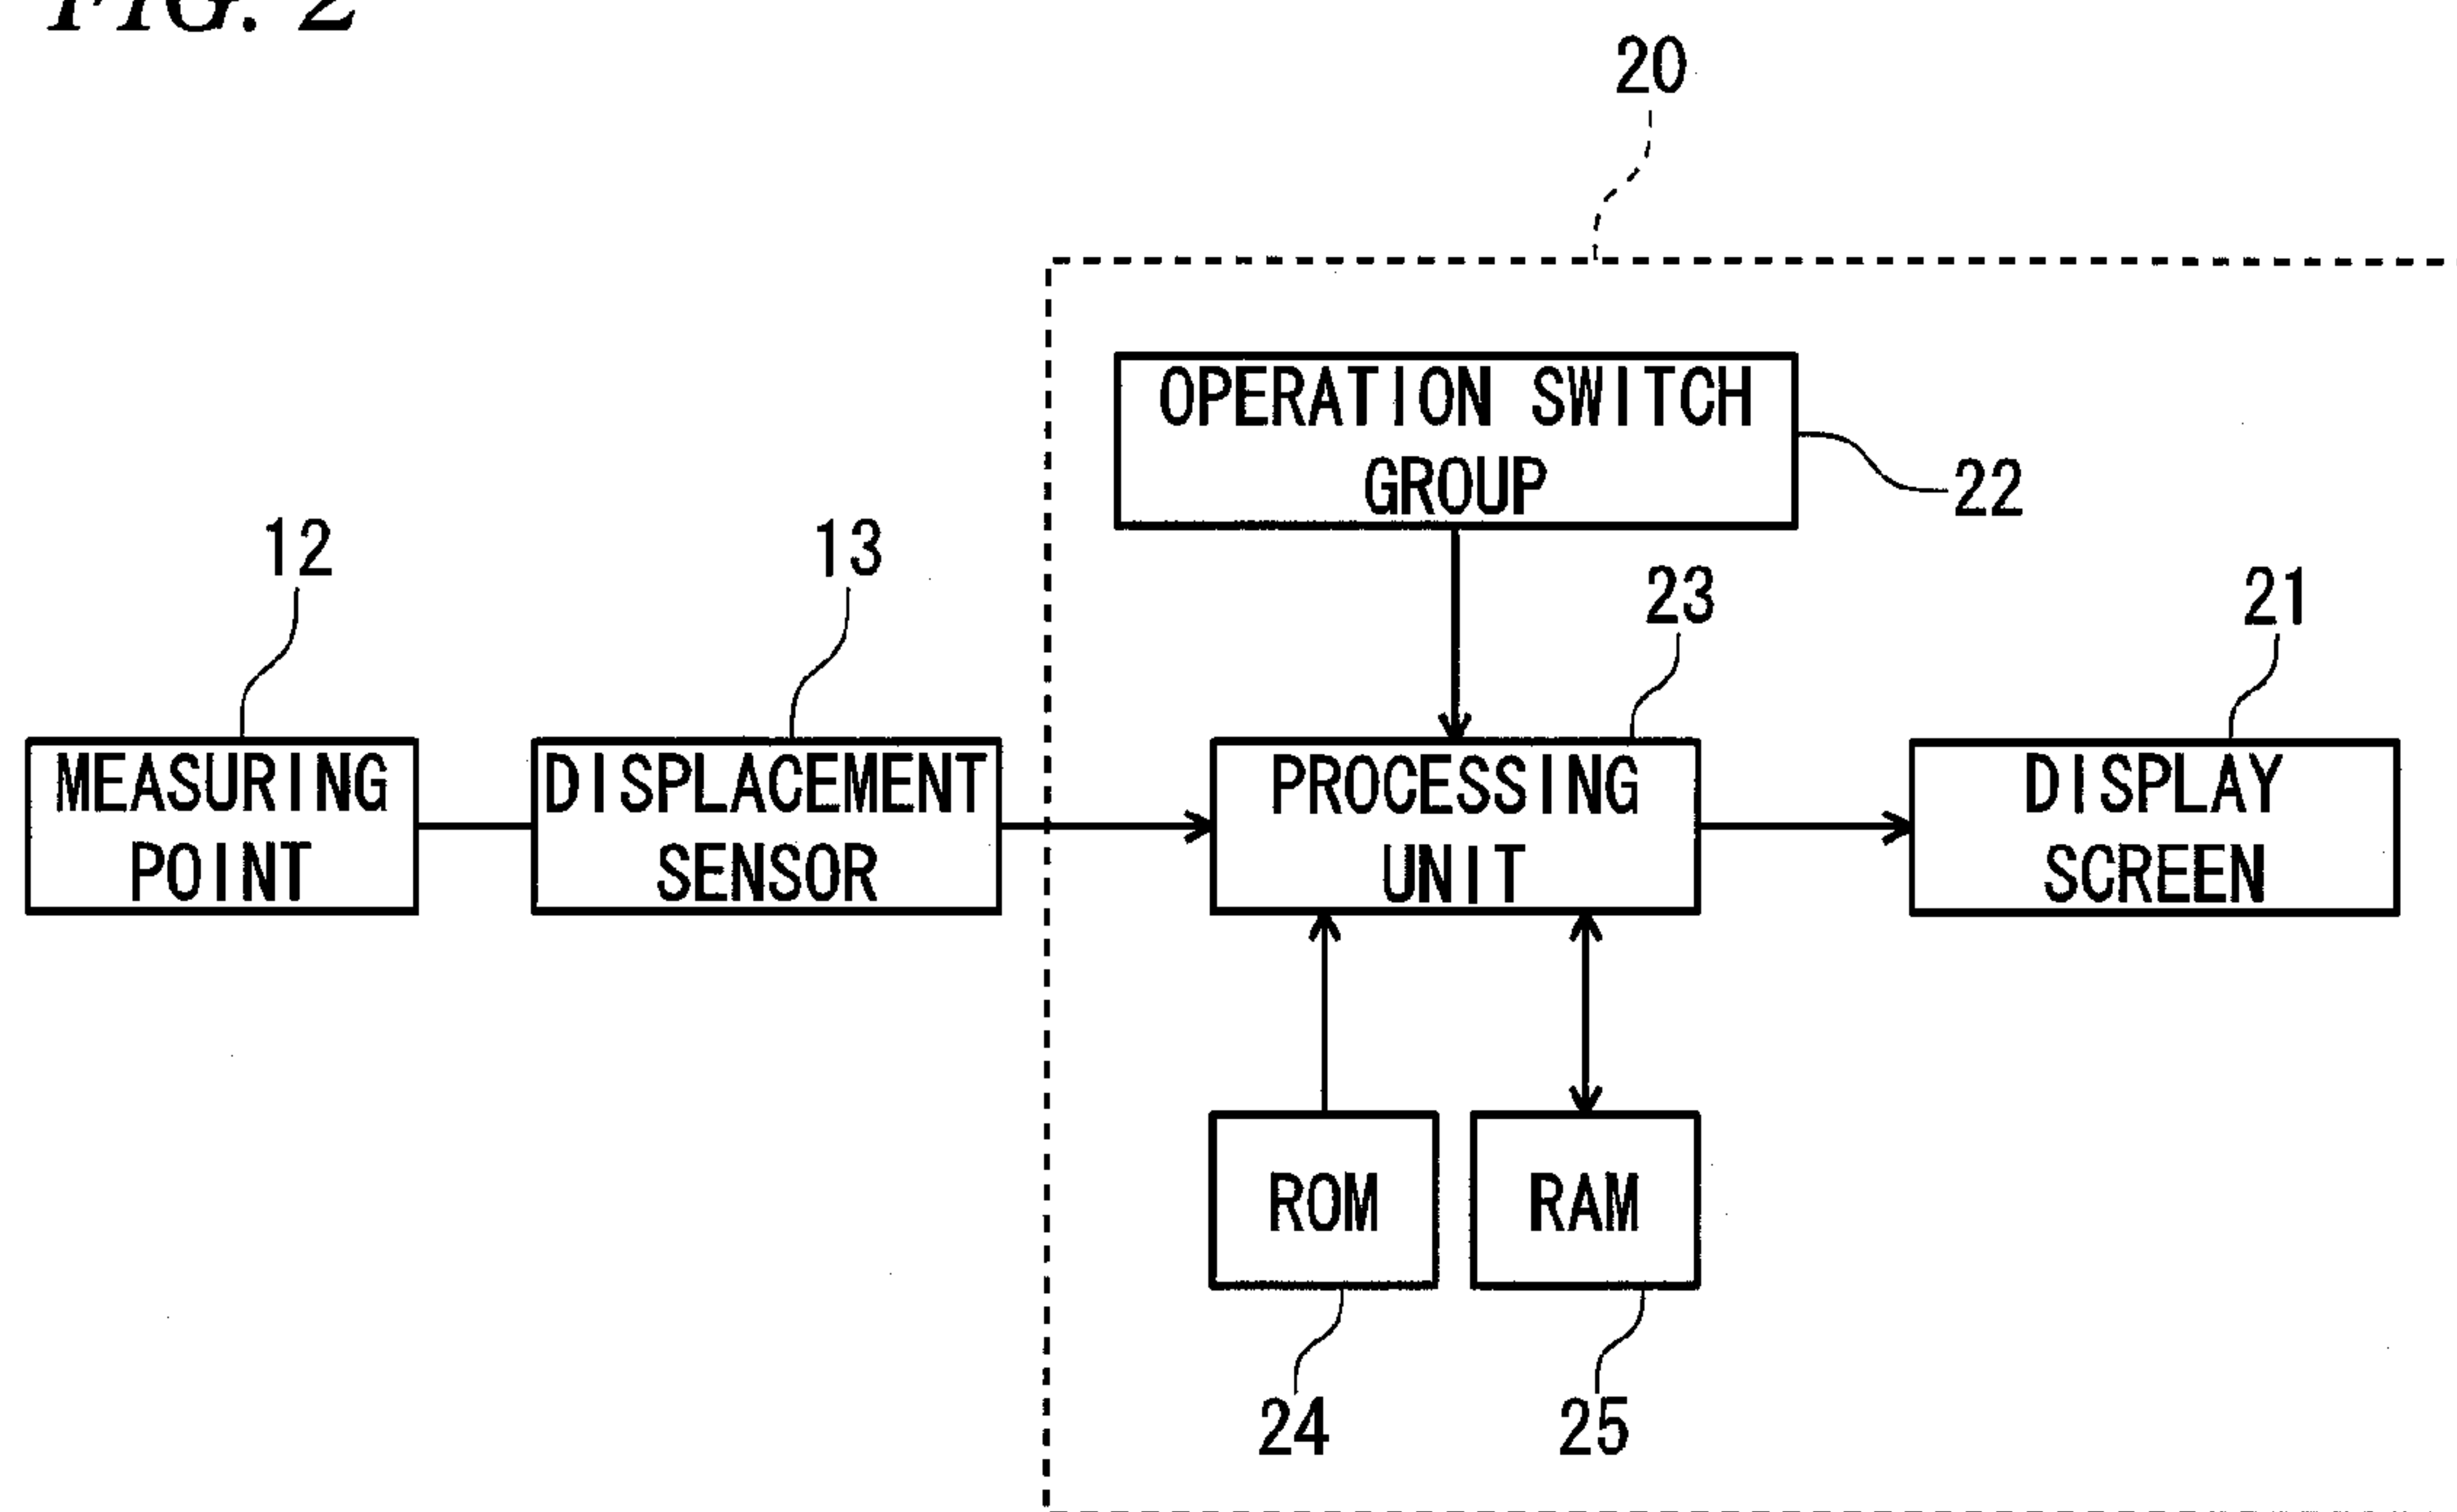 FIG. 2
20
OPERATION SWITCH
GROUP
22
12
13
23
21
MEASURING
POINT
DISPLACEMENT
SENSOR
PROCESSING
UNIT
DISPLAY
SCREEN
ROM
RAM
24
25